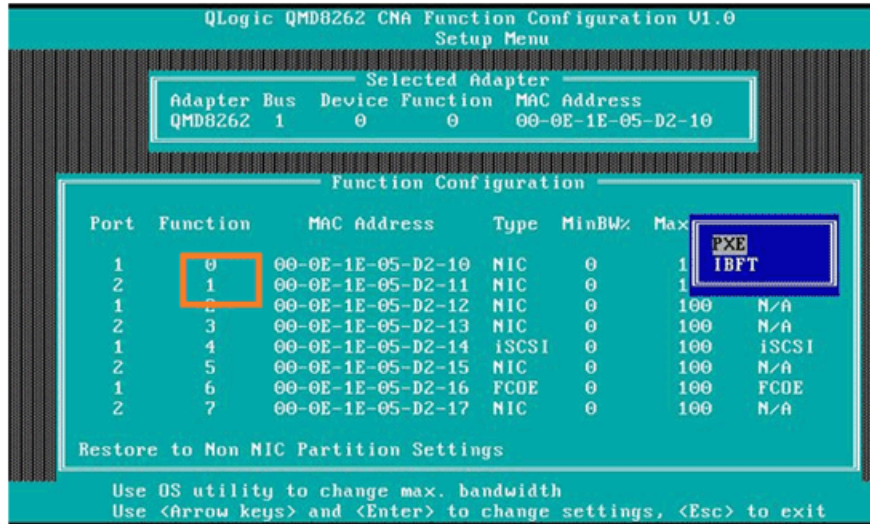 QLogic QMD8262 CNA Function Configuration V1.0
Setup Menu
Selected Adapter
Adapter Bus Device Function MAC Address
QMD8262 1 0 0 00-0E-1E-05-D2-10
Function Configuration
Port Function MAC Address Type MinBW% Max
PXE
IBFT
1 0 00-0E-1E-05-D2-10 NIC 0 1
2 1 00-0E-1E-05-D2-11 NIC 0 1
1 2 00-0E-1E-05-D2-12 NIC 0 100 N/A
2 3 00-0E-1E-05-D2-13 NIC 0 100 N/A
1 4 00-0E-1E-05-D2-14 iSCSI 0 100 iSCSI
2 5 00-0E-1E-05-D2-15 NIC 0 100 N/A
1 6 00-0E-1E-05-D2-16 FCOE 0 100 FCOE
2 7 00-0E-1E-05-D2-17 NIC 0 100 N/A
Restore to Non NIC Partition Settings
Use OS utility to change max. bandwidth
Use <Arrow keys> and <Enter> to change settings, <Esc> to exit